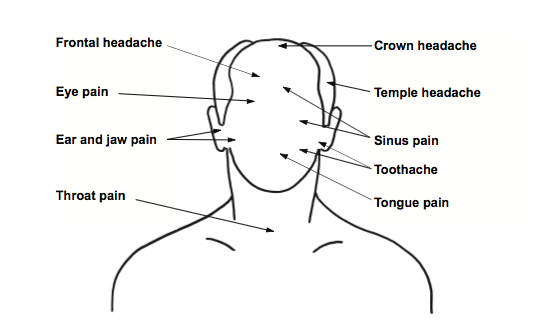 Frontal headache
Eye pain
Ear and jaw pain
Throat pain
Crown headache
Temple headache
Sinus pain
Toothache
Tongue pain